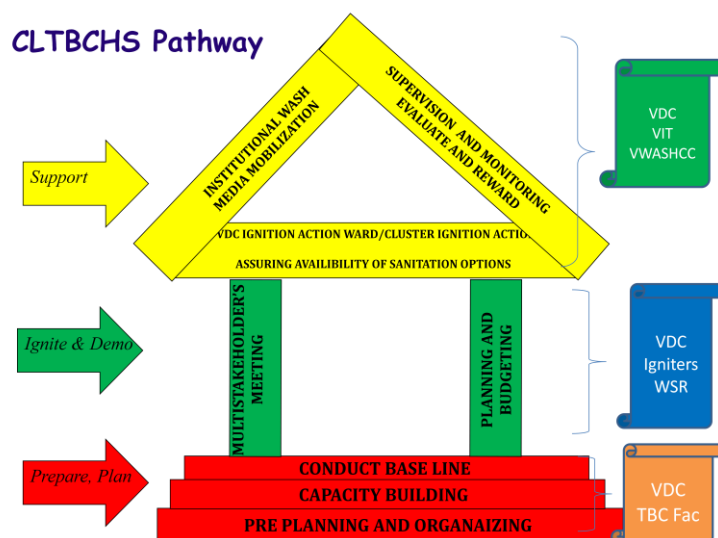 CLTBCHS Pathway
Support
INSTITUTIONAL WASH
MEDIA MOBILIZATION
SUPERVISION AND MONITORING
EVALUATE AND REWARD
VDC IGNITION ACTION WARD/CLUSTER IGNITION ACTION
ASSURING AVAILIBILITY OF SANITATION OPTIONS
VDC
VIT
VWASHCC
Ignite & Demo
MULTISTAKEHOLDER'S
MEETING
PLANNING AND
BUDGETING
VDC
Igniters
WSR
Prepare, Plan
CONDUCT BASE LINE
CAPACITY BUILDING
PRE PLANNING AND ORGANAIZING
VDC
TBC Fac